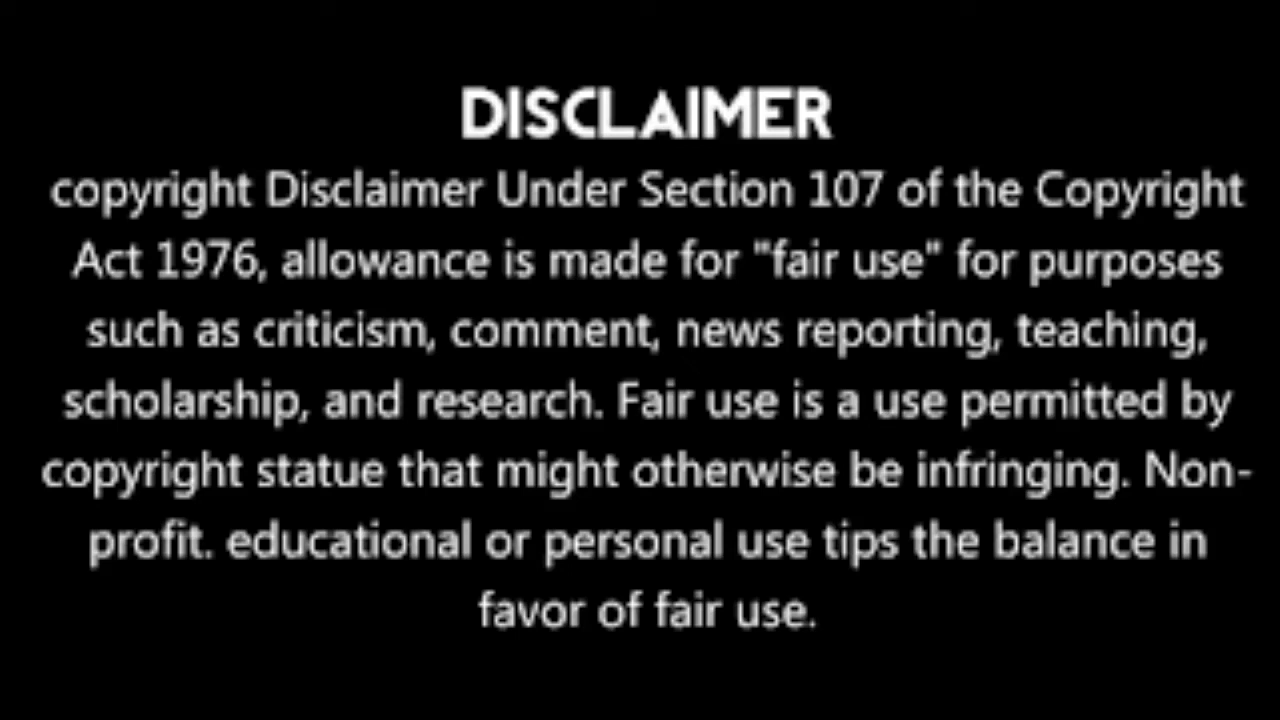 DISCLAIMER
copyright Disclaimer Under Section 107 of the Copyright
Act 1976, allowance is made for "fair use" for purposes
such as criticism, comment, news reporting, teaching,
scholarship, and research. Fair use is a use permitted by
copyright statue that might otherwise be infringing. Non-
profit. educational or personal use tips the balance in
favor of fair use.